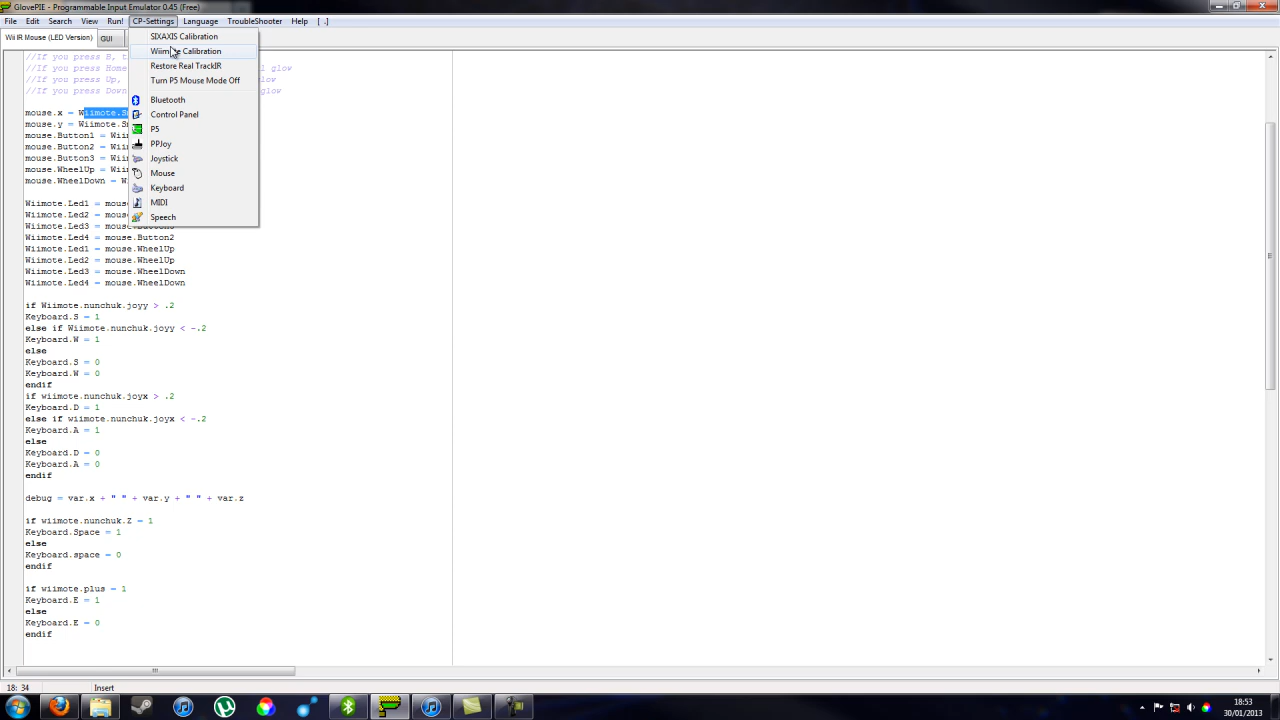 GlovePIE - Programmable Input Emulator 0.45 (Free)
File Edit Search View Run! CP-Settings Language TroubleShooter Help [ .]
Wii IR Mouse (LED Version) GUI
SIXAXIS Calibration
Wiimote Calibration
Restore Real TrackIR
Turn P5 Mouse Mode Off
Bluetooth
Control Panel
P5
PPJoy
Joystick
Mouse
Keyboard
MIDI
Speech
//If you press B, t
//If you press Home l glow
//If you press Up, glow
//If you press Down glow
mouse.x = Wiimote.S
mouse.y = Wiimote.S
mouse.Button1 = Wii
mouse.Button2 = Wii
mouse.Button3 = Wii
mouse.WheelUp = Wii
mouse.WheelDown = W
Wiimote.Led1 = mous
Wiimote.Led2 = mous
Wiimote.Led3 = mouse.Button3
Wiimote.Led4 = mouse.Button2
Wiimote.Led1 = mouse.WheelUp
Wiimote.Led2 = mouse.WheelUp
Wiimote.Led3 = mouse.WheelDown
Wiimote.Led4 = mouse.WheelDown
if Wiimote.nunchuk.joyy > .2
Keyboard.S = 1
else if Wiimote.nunchuk.joyy < -.2
Keyboard.W = 1
else
Keyboard.S = 0
Keyboard.W = 0
endif
if wiimote.nunchuk.joyx > .2
Keyboard.D = 1
else if wiimote.nunchuk.joyx < -.2
Keyboard.A = 1
else
Keyboard.D = 0
Keyboard.A = 0
endif
debug = var.x + " " + var.y + " " + var.z
if wiimote.nunchuk.Z = 1
Keyboard.Space = 1
else
Keyboard.space = 0
endif
if wiimote.plus = 1
Keyboard.E = 1
else
Keyboard.E = 0
endif
18: 34 Insert
18:53
30/01/2013